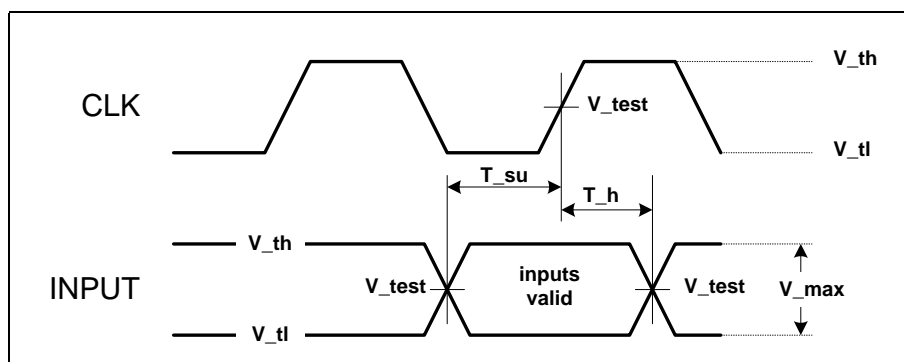 V_th
CLK
V_test
V_tl
T_su
T_h
V_th
V_test
inputs
valid
V_test
V_max
INPUT
V_tl